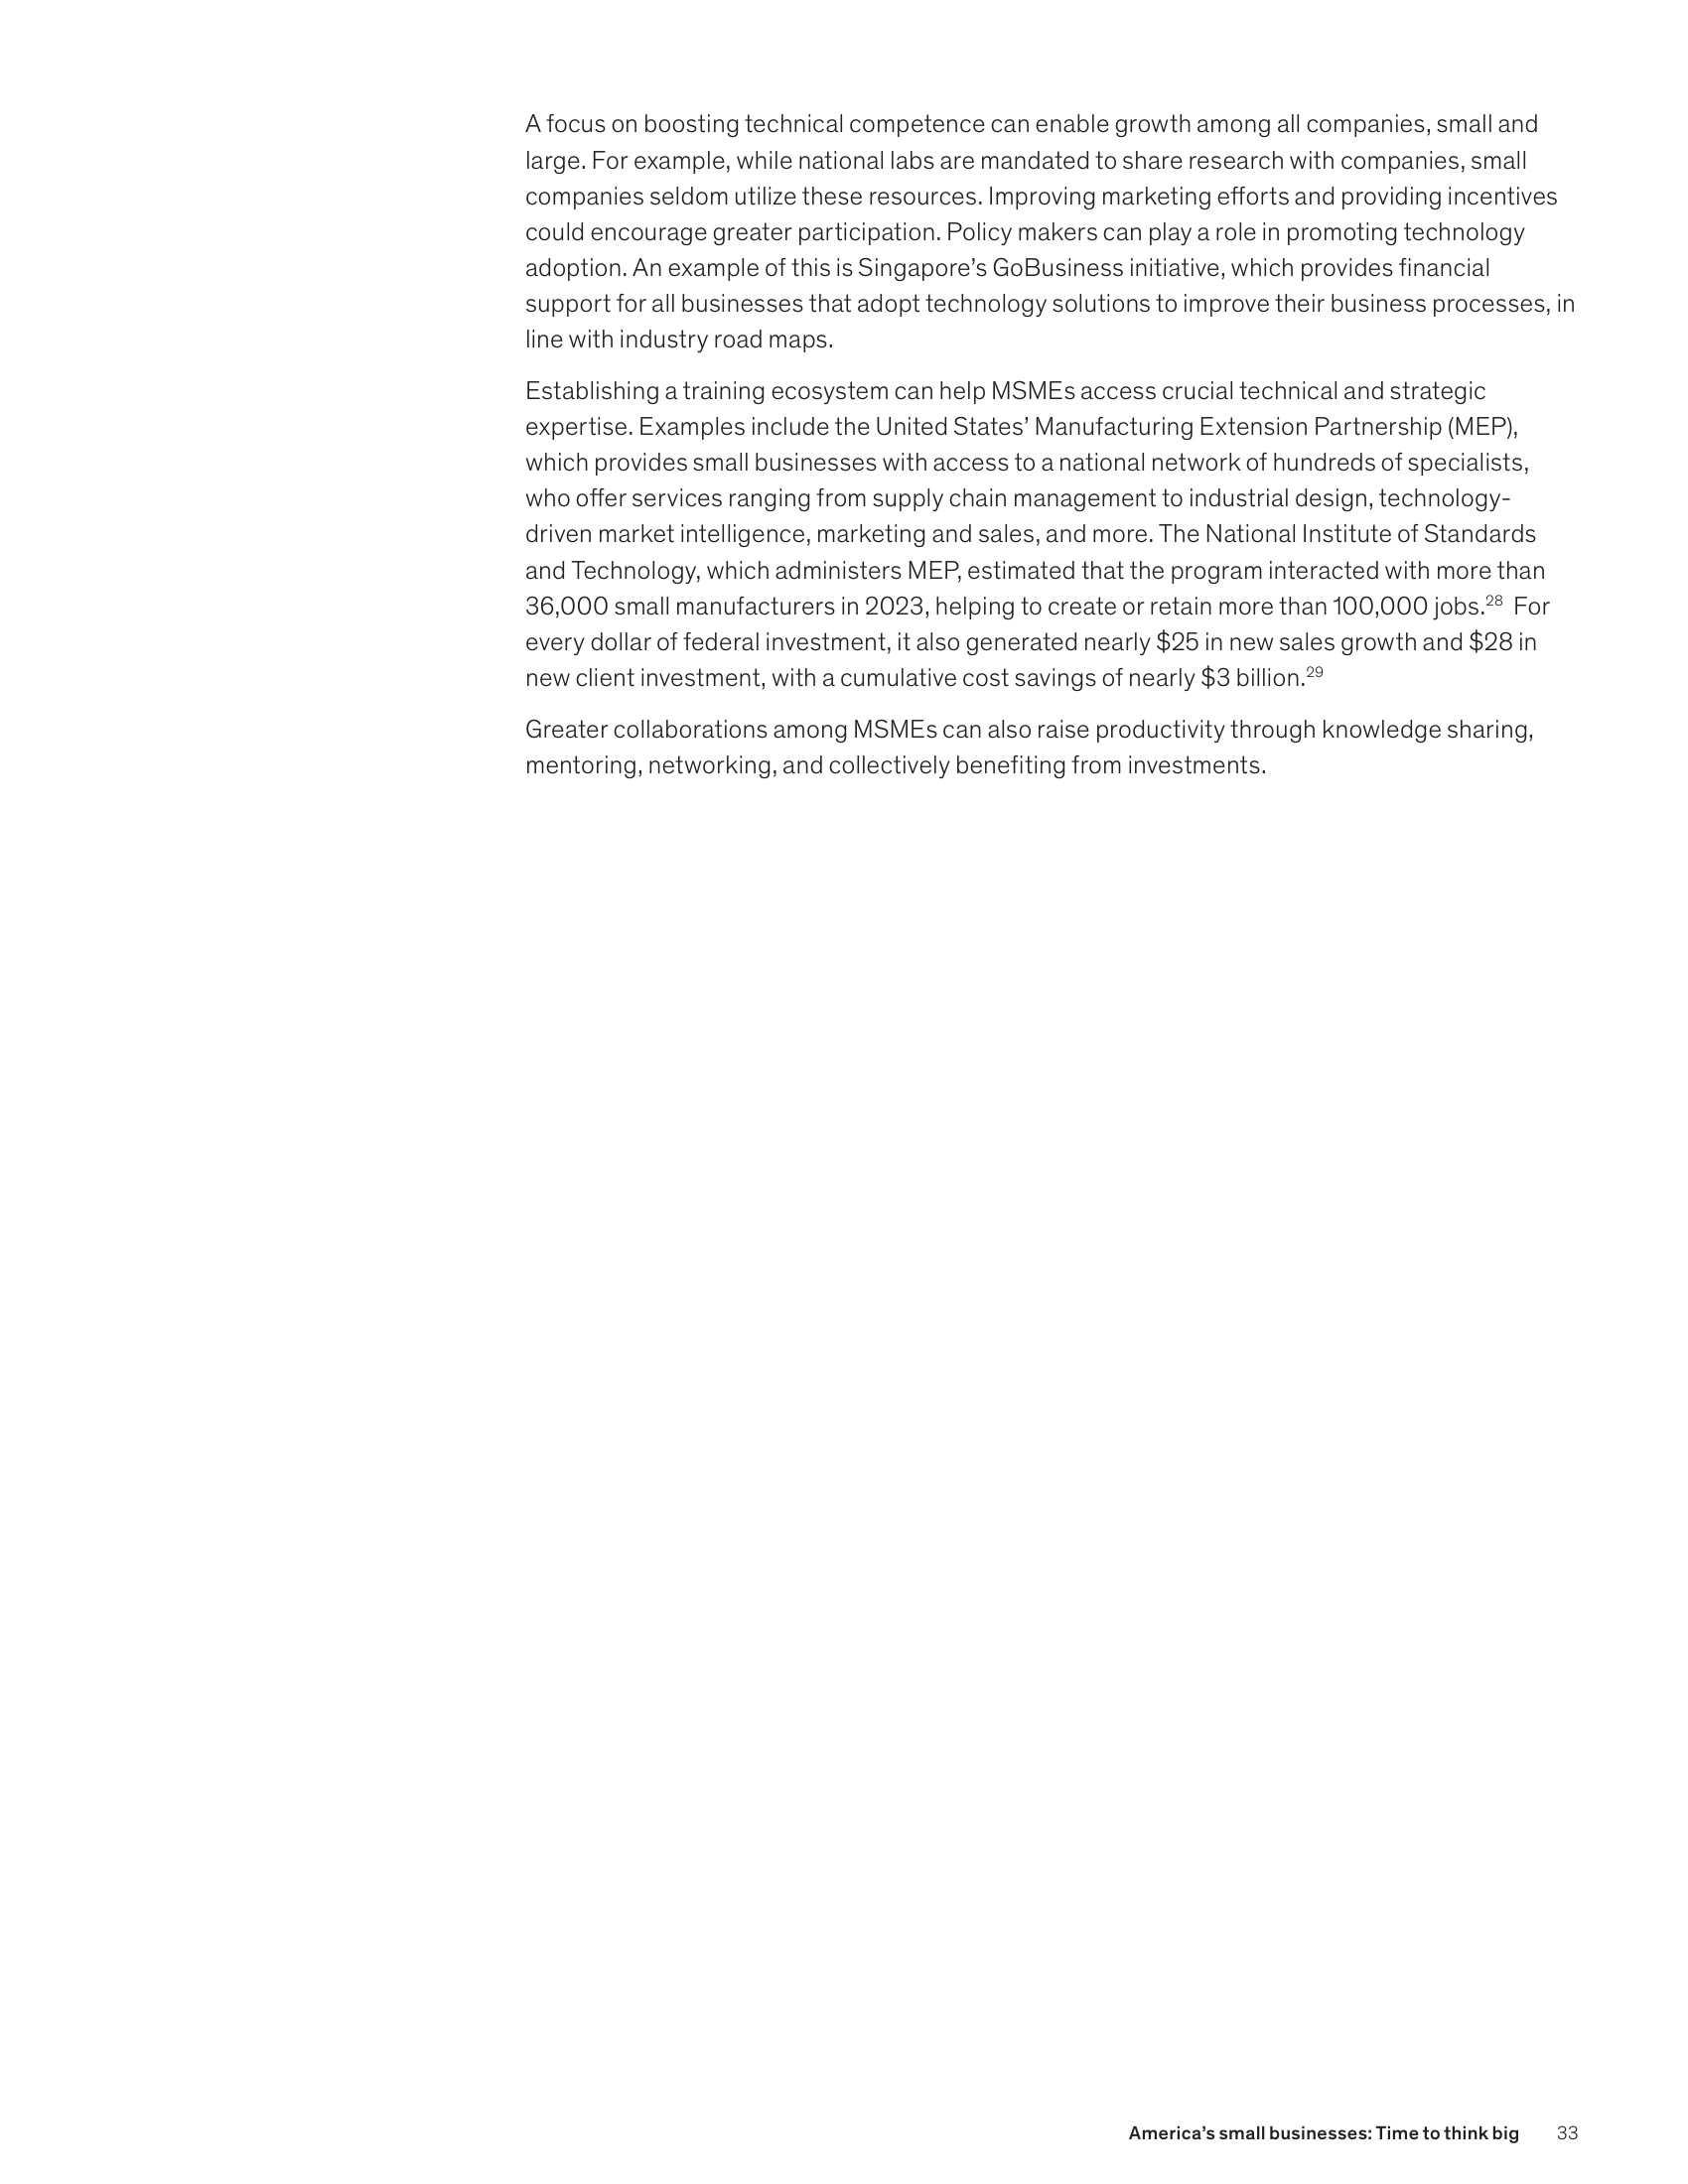 A focus on boosting technical competence can enable growth among all companies, small and
large. For example, while national labs are mandated to share research with companies, small
companies seldom utilize these resources. Improving marketing efforts and providing incentives
could encourage greater participation. Policy makers can play a role in promoting technology
adoption. An example of this is Singapore’s GoBusiness initiative, which provides financial
support for all businesses that adopt technology solutions to improve their business processes, in
line with industry road maps.
Establishing a training ecosystem can help MSMEs access crucial technical and strategic
expertise. Examples include the United States’ Manufacturing Extension Partnership (MEP),
which provides small businesses with access to a national network of hundreds of specialists,
who offer services ranging from supply chain management to industrial design, technology-
driven market intelligence, marketing and sales, and more. The National Institute of Standards
and Technology, which administers MEP, estimated that the program interacted with more than
36,000 small manufacturers in 2023, helping to create or retain more than 100,000 jobs.28 For
every dollar of federal investment, it also generated nearly $25 in new sales growth and $28 in
new client investment, with a cumulative cost savings of nearly $3 billion.29
Greater collaborations among MSMEs can also raise productivity through knowledge sharing,
mentoring, networking, and collectively benefiting from investments.
America’s small businesses: Time to think big 33